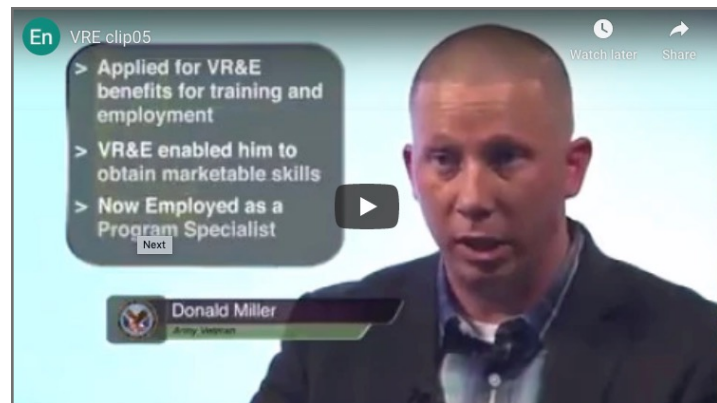 En VRE clip05
Watch later
Share
> Applied for VR&E
benefits for training and
employment
> VR&E enabled him to
obtain marketable skills
> Now Employed as a
Program Specialist
Next
Donald Miller
Army Veteran